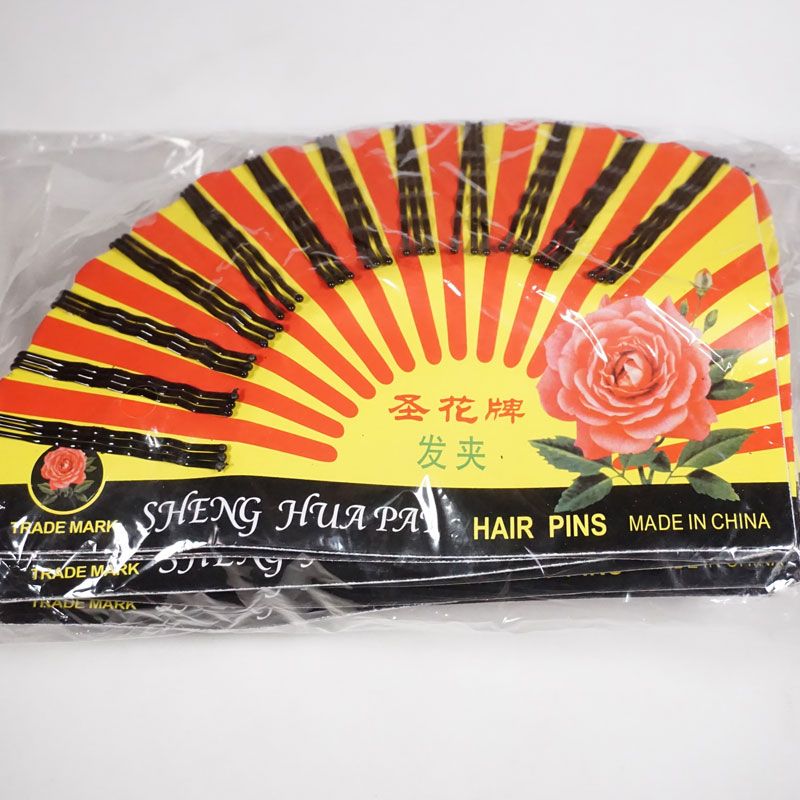 圣花牌
发夹
TRADE MARK SHENG HUA PAI HAIR PINS MADE IN CHINA
TRADE MARK SHENG
TRADE MARK